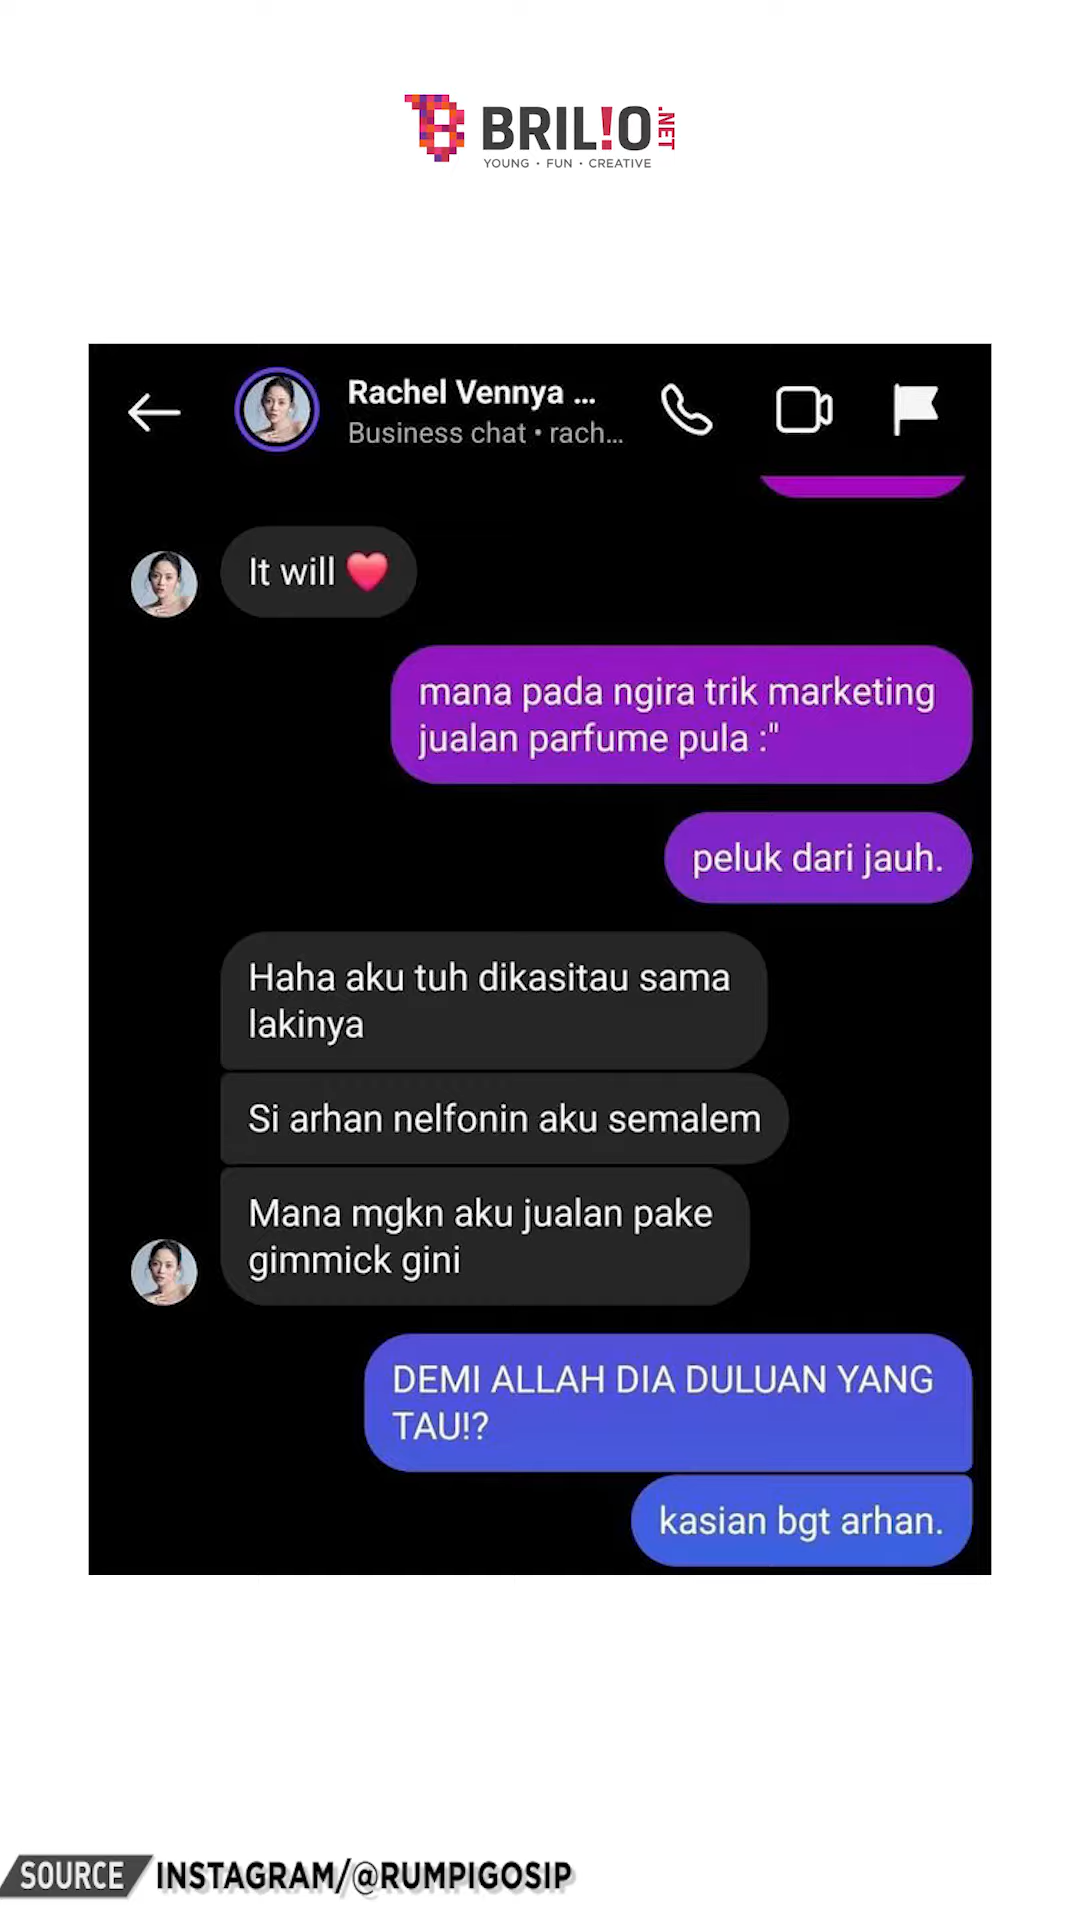 BRIL!O.NET
YOUNG · FUN · CREATIVE
Rachel Vennya ...
Business chat • rach...
It will ❤️
mana pada ngira trik marketing
jualan parfume pula :"
peluk dari jauh.
Haha aku tuh dikasitau sama
lakinya
Si arhan nelfonin aku semalem
Mana mgkn aku jualan pake
gimmick gini
DEMI ALLAH DIA DULUAN YANG
TAU!?
kasian bgt arhan.
SOURCE INSTAGRAM/@RUMPIGOSIP